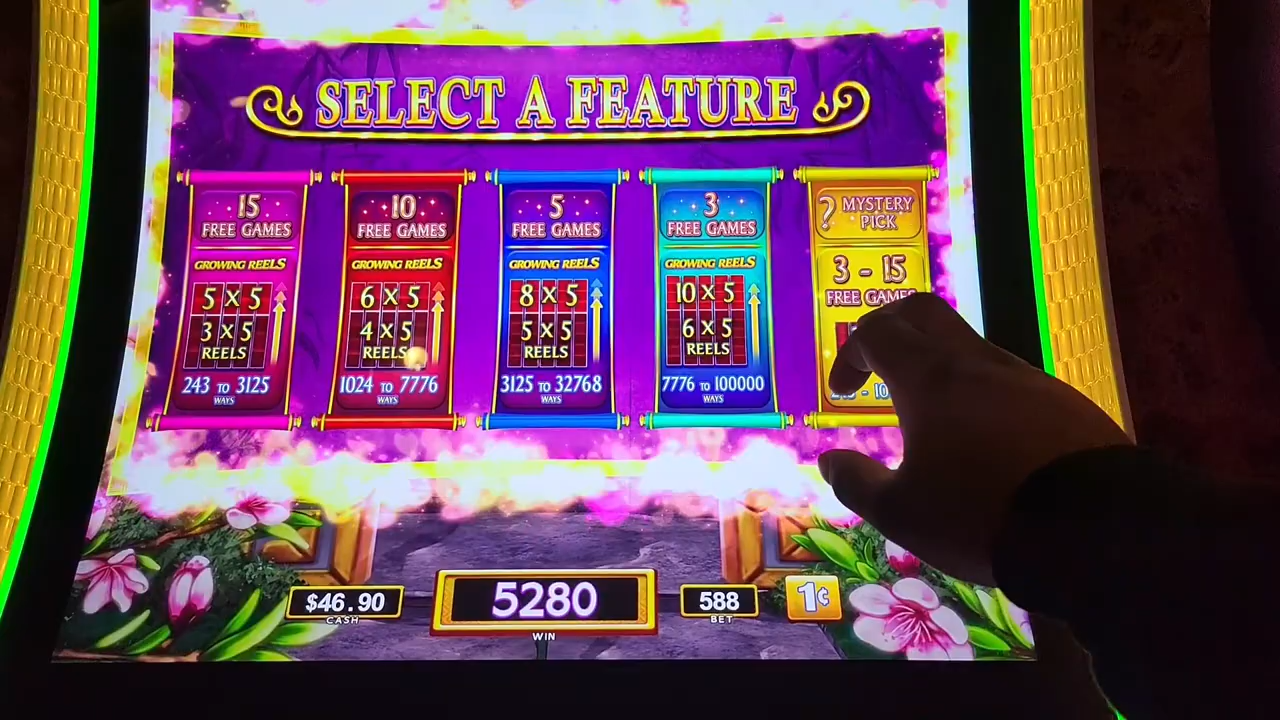 SELECT A FEATURE
15
FREE GAMES
GROWING REELS
5 X 5
3 X 5
REELS
243 TO 3125
WAYS
10
FREE GAMES
GROWING REELS
6 X 5
4 X 5
REELS
1024 TO 7776
WAYS
5
FREE GAMES
GROWING REELS
8 X 5
5 X 5
REELS
3125 TO 32768
WAYS
3
FREE GAMES
GROWING REELS
10 X 5
6 X 5
REELS
7776 TO 100000
WAYS
? MYSTERY
PICK
3 - 15
FREE GAMES
$46.90
CASH
5280
WIN
588
BET
1¢